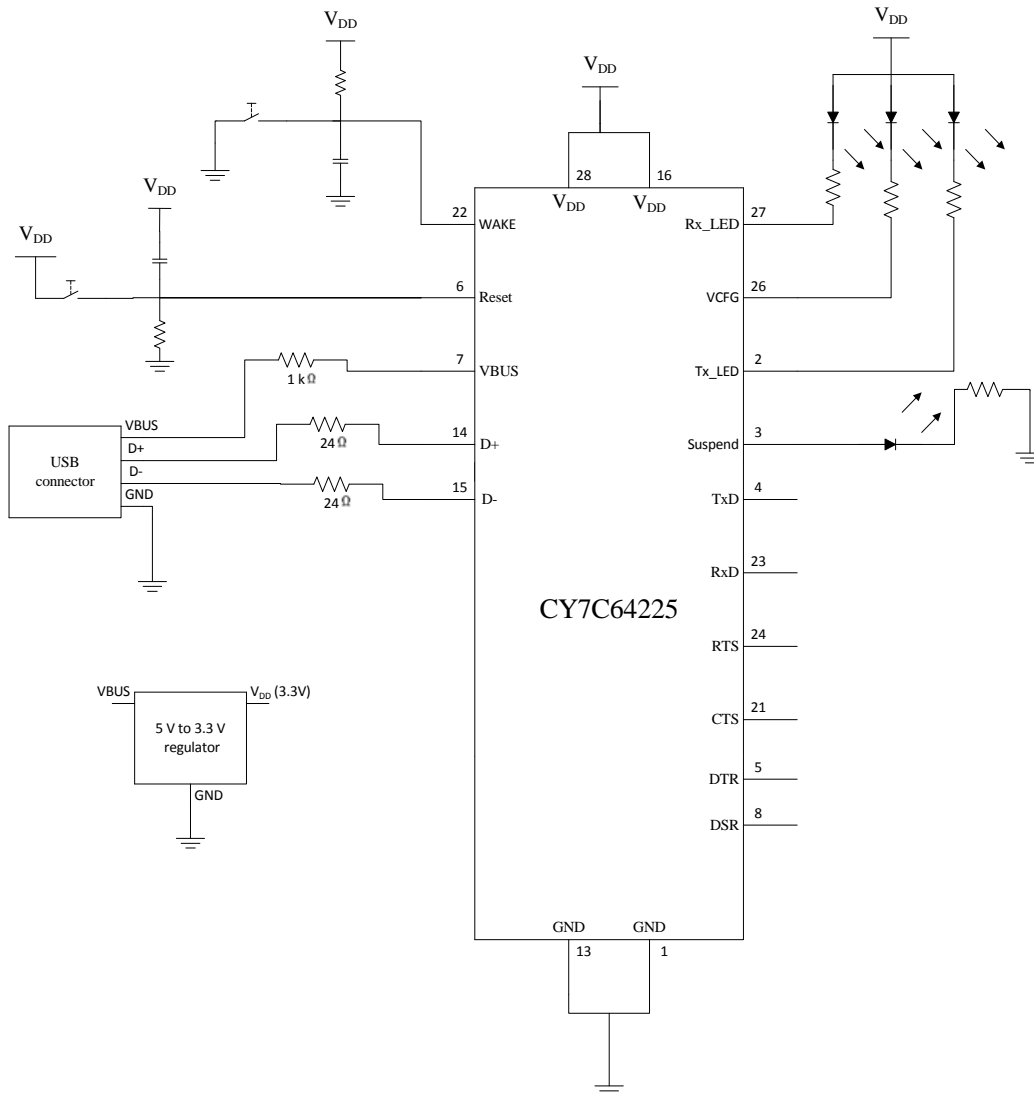 VDD
VDD
VDD
VDD
VDD
28
16
VDD
VDD
22
WAKE
Rx_LED
27
6
Reset
VCFG
26
7
VBUS
1 kΩ
Tx_LED
2
VBUS
D+
D-
GND
USB
connector
24Ω
14
D+
Suspend
3
24Ω
15
D-
TxD
4
RxD
23
CY7C64225
RTS
24
VBUS
VDD (3.3V)
5 V to 3.3 V
regulator
GND
CTS
21
DTR
5
DSR
8
GND
GND
13
1